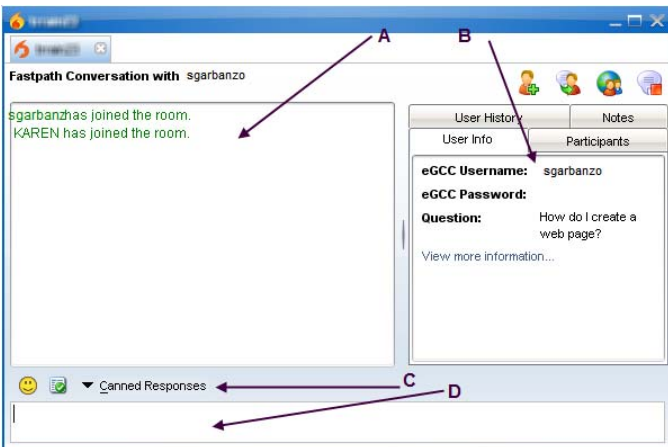 A
B
Fastpath Conversation with sgarbanzo
sgarbanzhas joined the room.
KAREN has joined the room.
User History
Notes
User Info
Participants
eGCC Username: sgarbanzo
eGCC Password:
Question: How do I create a
web page?
View more information...
Canned Responses
C
D